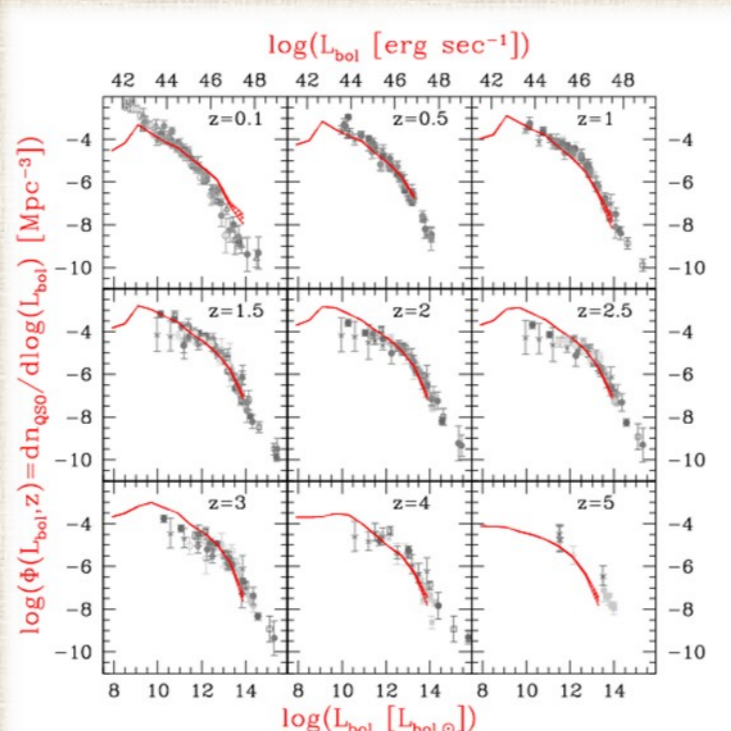 log(L_bol [erg sec⁻¹])
42 44 46 48 42 44 46 48 42 44 46 48
z=0.1 z=0.5 z=1
−4 −4
−6 −6
−8 −8
−10 −10
z=1.5 z=2 z=2.5
−4 −4
−6 −6
−8 −8
−10 −10
z=3 z=4 z=5
−4 −4
−6 −6
−8 −8
−10 −10
8 10 12 14 8 10 12 14 8 10 12 14
log(L_bol [L_bol⊙])
log(Φ(L_bol,z)=dn_QSO/dlog(L_bol) [Mpc⁻³])